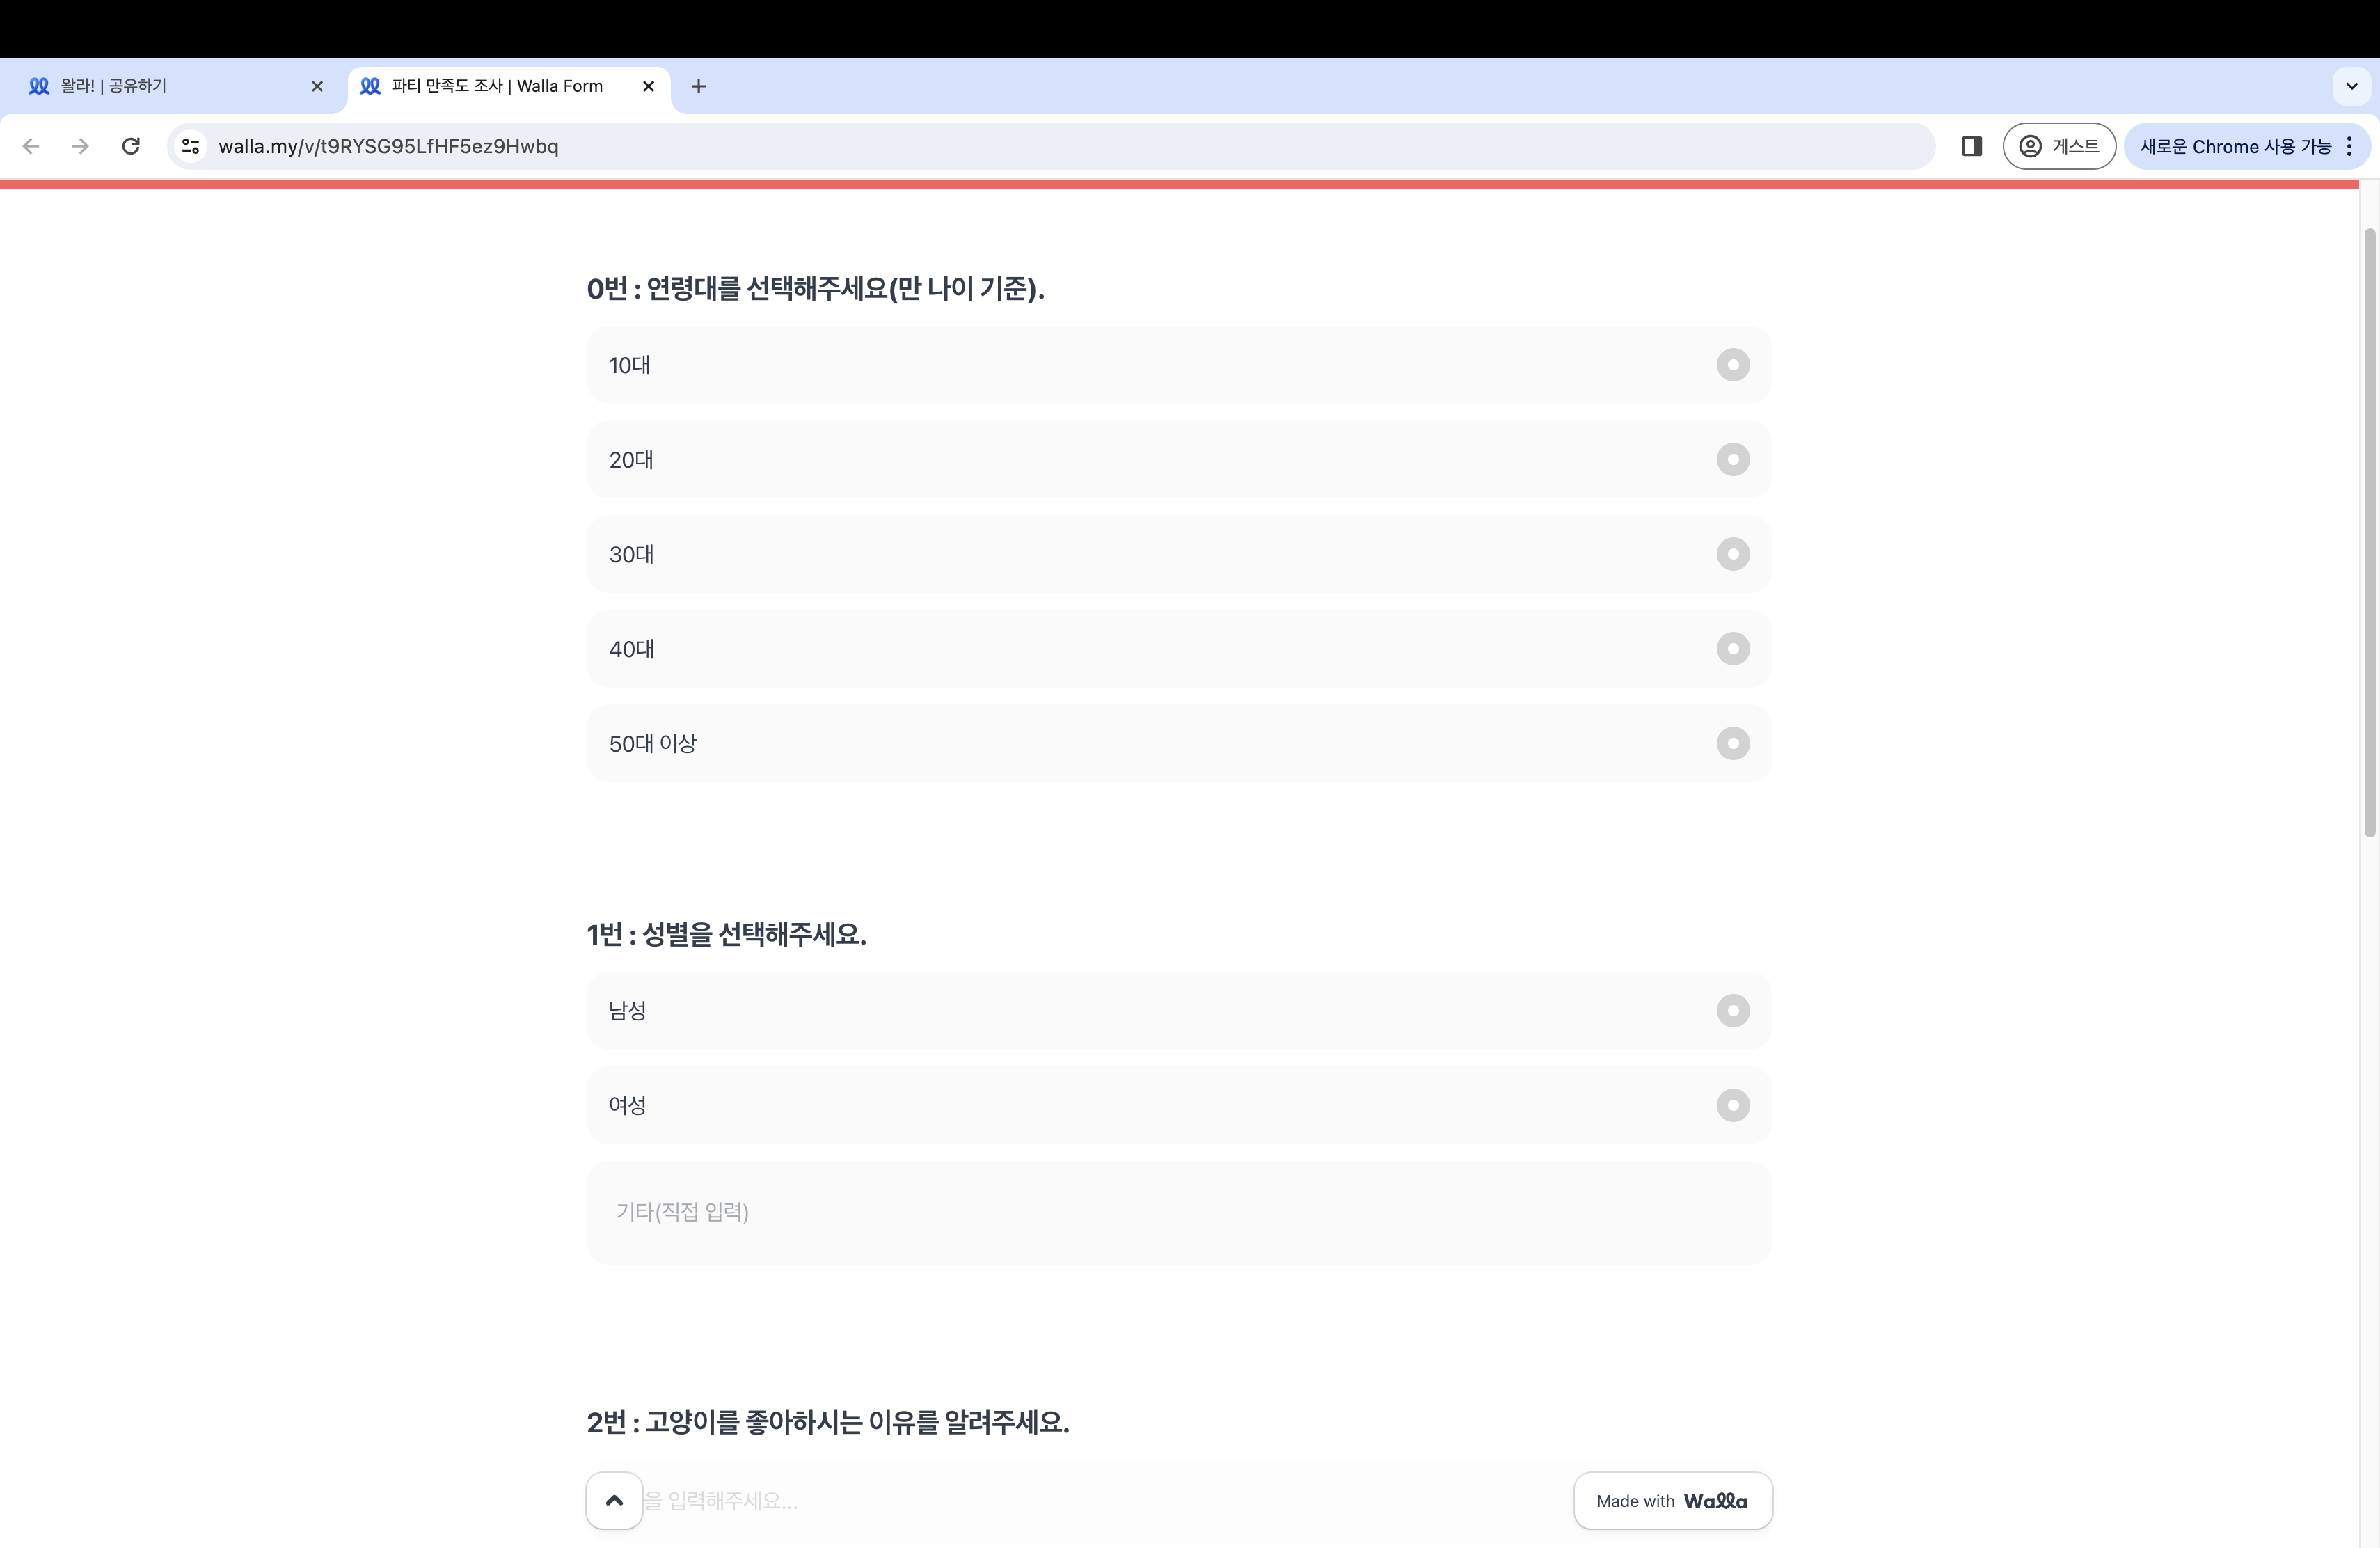 왈라! | 공유하기
파티 만족도 조사 | Walla Form
walla.my/v/t9RYSG95LfHF5ez9Hwbq
게스트
새로운 Chrome 사용 가능
0번 : 연령대를 선택해주세요(만 나이 기준).
10대
20대
30대
40대
50대 이상
1번 : 성별을 선택해주세요.
남성
여성
기타(직접 입력)
2번 : 고양이를 좋아하시는 이유를 알려주세요.
을 입력해주세요...
Made with Walla